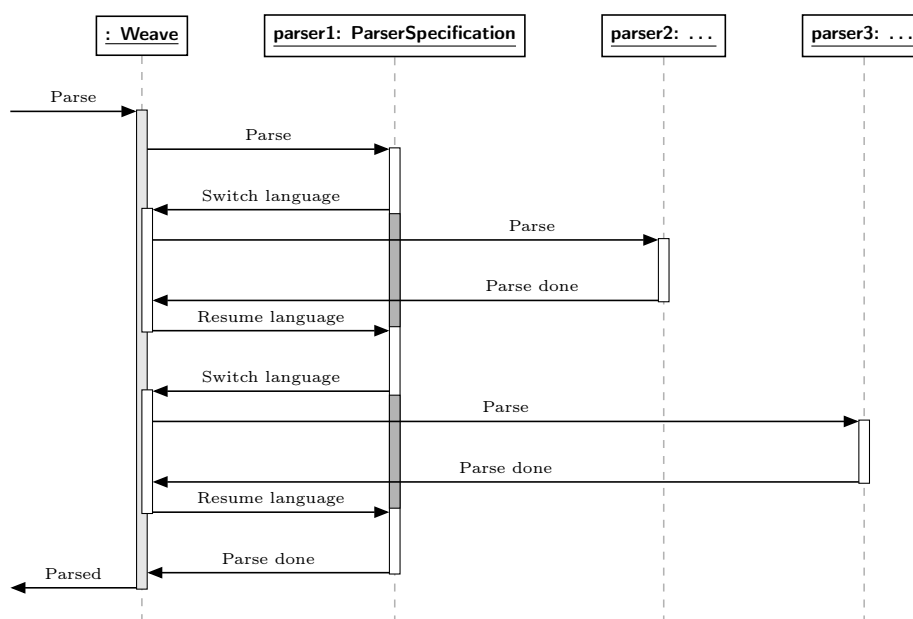 : Weave
parser1: ParserSpecification
parser2: ...
parser3: ...
Parse
Parse
Switch language
Parse
Parse done
Resume language
Switch language
Parse
Parse done
Resume language
Parse done
Parsed